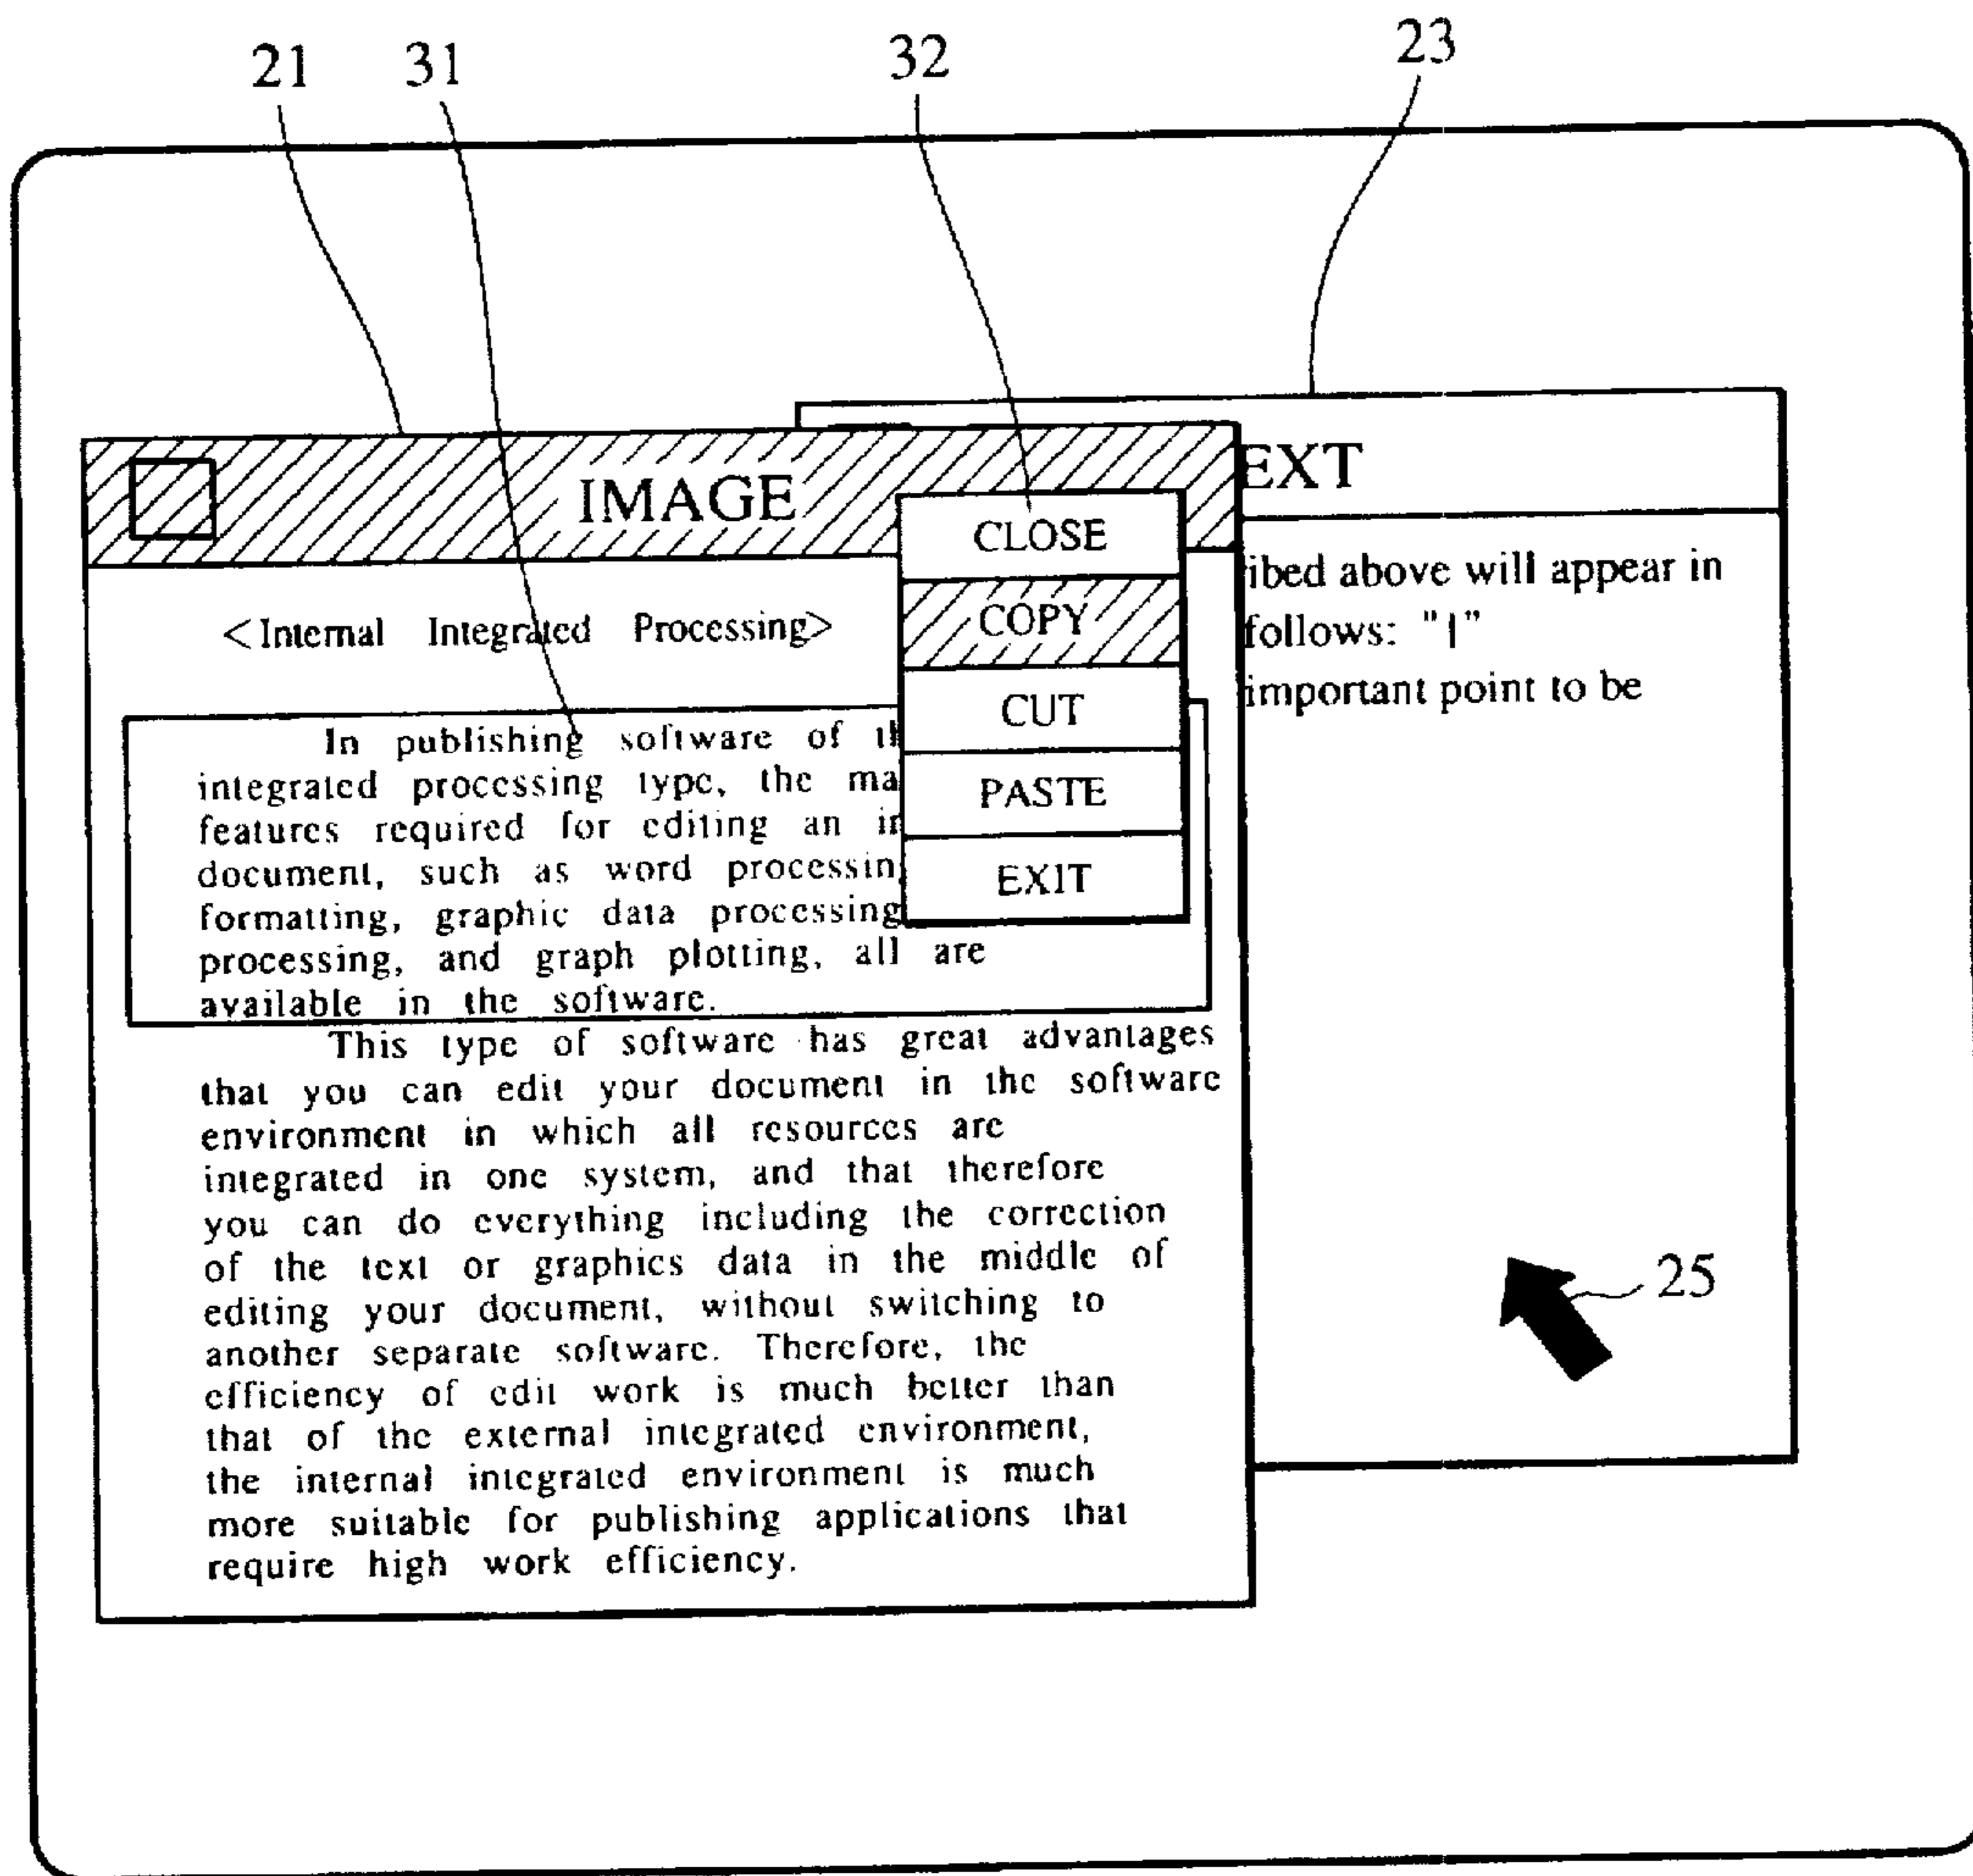 21 31 32 23
EXT
IMAGE
CLOSE
COPY
CUT
PASTE
EXIT
ibed above will appear in
follows: "|"
important point to be
<Internal Integrated Processing>
In publishing software of th
integrated processing type, the ma
features required for editing an in
document, such as word processin
formatting, graphic data processing
processing, and graph plotting, all are
available in the software.
This type of software has great advantages
that you can edit your document in the software
environment in which all resources are
integrated in one system, and that therefore
you can do everything including the correction
of the text or graphics data in the middle of
editing your document, without switching to
another separate software. Therefore, the
efficiency of edit work is much better than
that of the external integrated environment,
the internal integrated environment is much
more suitable for publishing applications that
require high work efficiency.
25